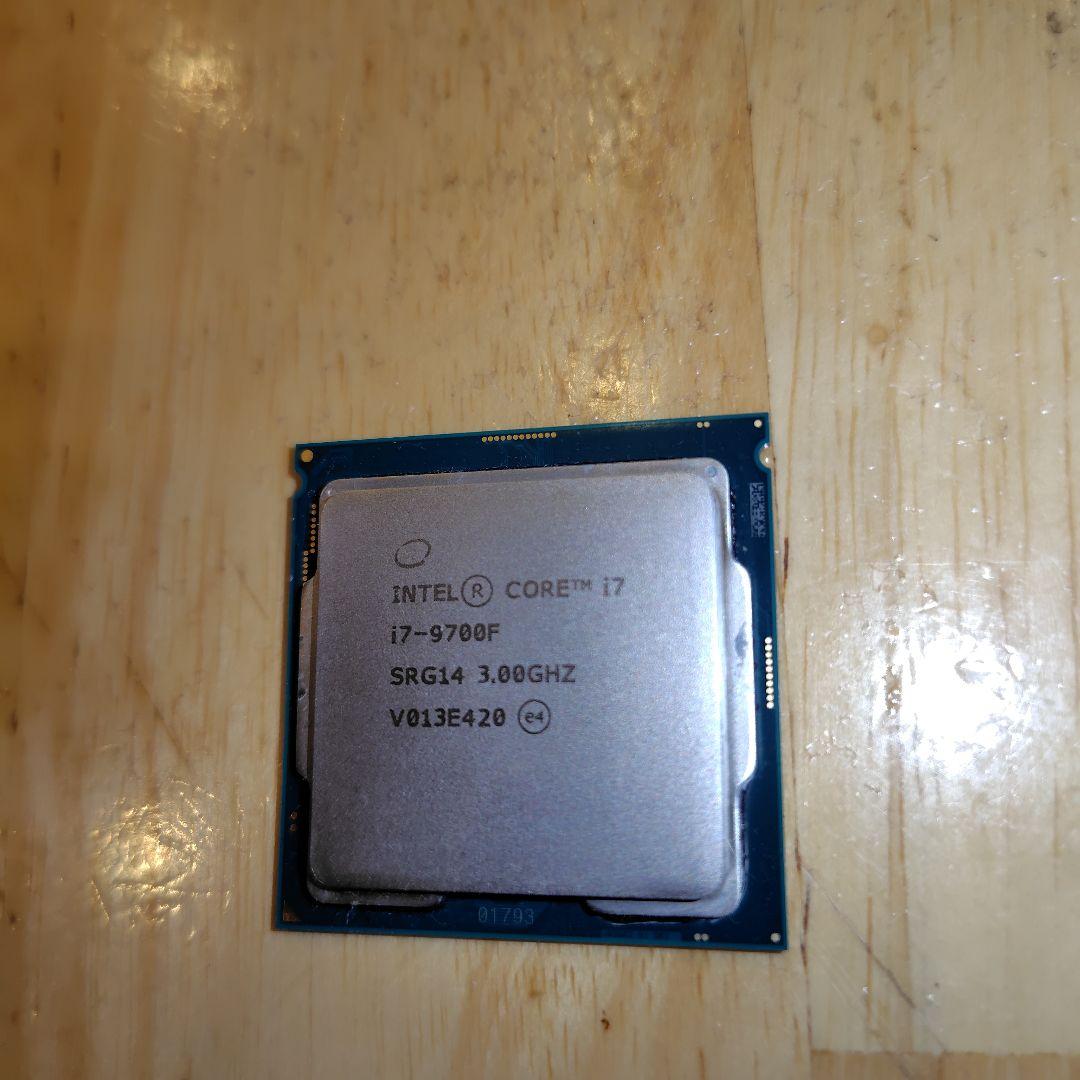 INTEL® CORE™ i7
i7-9700F
SRG14 3.00GHZ
V013E420 e4
01793